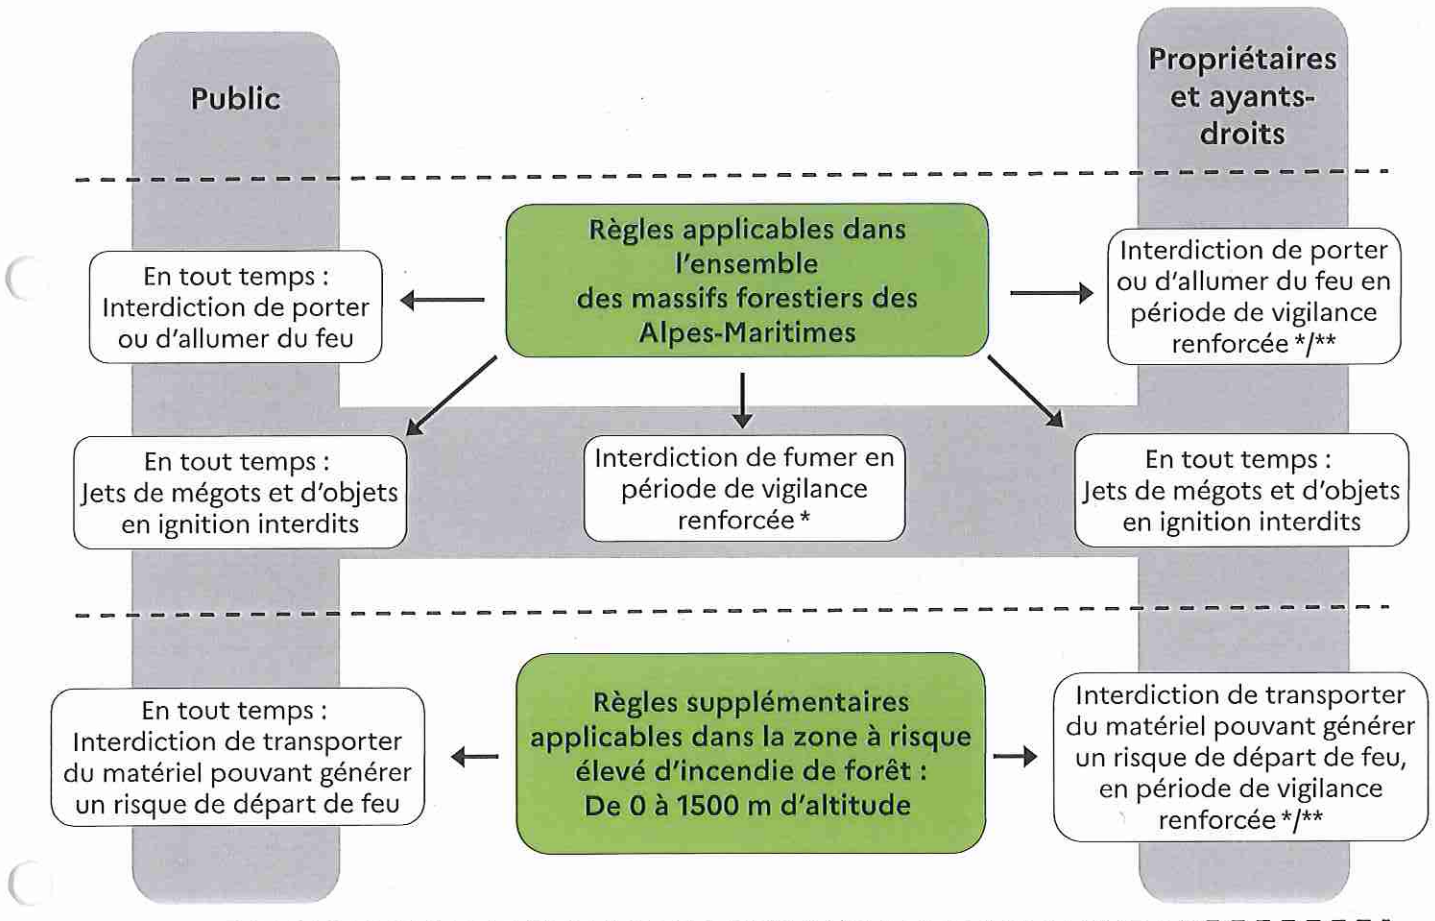 Public
Propriétaires
et ayants-
droits
Règles applicables dans
l'ensemble
des massifs forestiers des
Alpes-Maritimes
En tout temps :
Interdiction de porter
ou d'allumer du feu
Interdiction de porter
ou d'allumer du feu en
période de vigilance
renforcée */**
En tout temps :
Jets de mégots et d'objets
en ignition interdits
Interdiction de fumer en
période de vigilance
renforcée *
En tout temps :
Jets de mégots et d'objets
en ignition interdits
En tout temps :
Interdiction de transporter
du matériel pouvant générer
un risque de départ de feu
Règles supplémentaires
applicables dans la zone à risque
élevé d'incendie de forêt :
De 0 à 1500 m d'altitude
Interdiction de transporter
du matériel pouvant générer
un risque de départ de feu,
en période de vigilance
renforcée */**